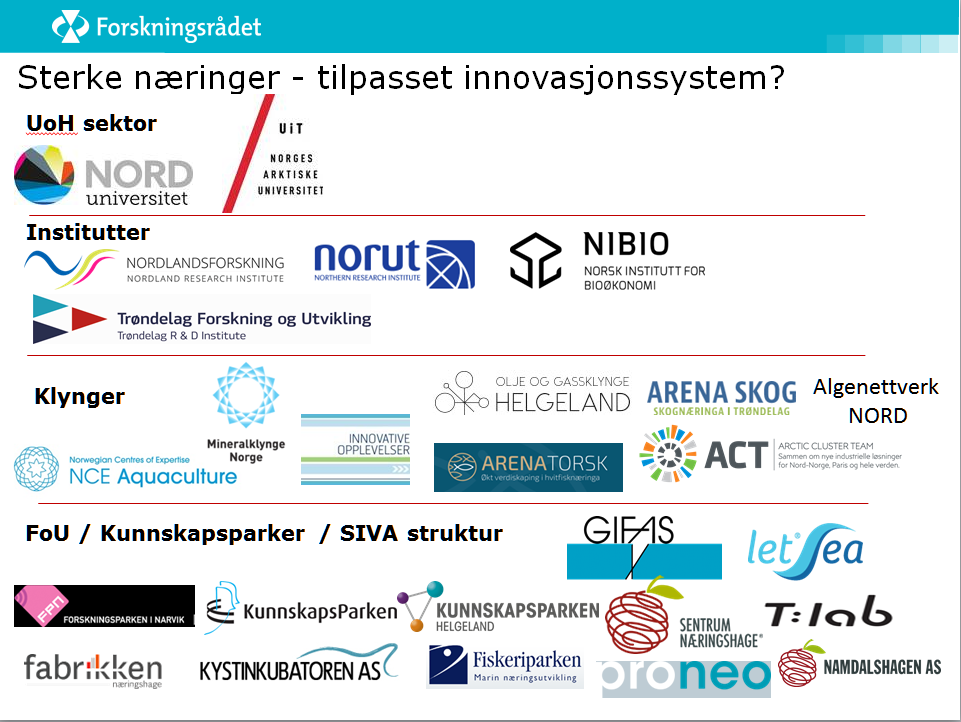 Forskningsrådet
Sterke næringer - tilpasset innovasjonssystem?
UoH sektor
NORD
universitet
UiT
NORGES
ARKTISKE
UNIVERSITET
Institutter
NORDLANDSFORSKNING
NORDLAND RESEARCH INSTITUTE
norut
NORTHERN RESEARCH INSTITUTE
NIBIO
NORSK INSTITUTT FOR
BIOØKONOMI
Trøndelag Forskning og Utvikling
Trøndelag R & D Institute
Klynger
Mineralklynge
Norge
OLJE OG GASSKLYNGE
HELGELAND
ARENA SKOG
SKOGNÆRINGA I TRØNDELAG
Algenettverk
NORD
Norwegian Centres of Expertise
NCE Aquaculture
INNOVATIVE
OPPLEVELSER
ARENATORSK
Økt verdiskaping i hvitfisknæringa
ACT
ARCTIC CLUSTER TEAM
Sammen om nye industrielle løsninger
for Nord-Norge, Paris og hele verden.
FoU / Kunnskapsparker / SIVA struktur
GIFAS
letSea
FPN
FORSKNINGSPARKEN I NARVIK
KunnskapsParken
KUNNSKAPSPARKEN
HELGELAND
SENTRUM
NÆRINGSHAGE®
T:lab
fabrikken
næringshage
KYSTINKUBATOREN AS
Fiskeriparken
Marin næringsutvikling
proneo
NAMDALSHAGEN AS